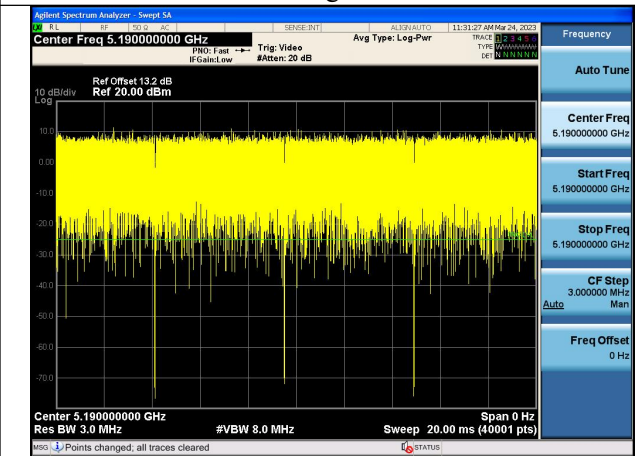 Agilent Spectrum Analyzer - Swept SA
RL RF 50 Ω AC SENSE:INT ALIGNAUTO 11:31:27 AM Mar 24, 2023
Center Freq 5.190000000 GHz
PNO: Fast
IFGain:Low
Trig: Video
#Atten: 20 dB
Avg Type: Log-Pwr
TRACE 1 2 3 4 5 6
TYPE
DET N N N N N N
Ref Offset 13.2 dB
Ref 20.00 dBm
10 dB/div
Log
10.0
0.00
-10.0
-20.0
-30.0
-40.0
-50.0
-60.0
-70.0
Center 5.190000000 GHz
Span 0 Hz
Res BW 3.0 MHz
#VBW 8.0 MHz
Sweep 20.00 ms (40001 pts)
MSG Points changed; all traces cleared
STATUS
Frequency
Auto Tune
Center Freq
5.190000000 GHz
Start Freq
5.190000000 GHz
Stop Freq
5.190000000 GHz
CF Step
3.000000 MHz
Auto Man
Freq Offset
0 Hz